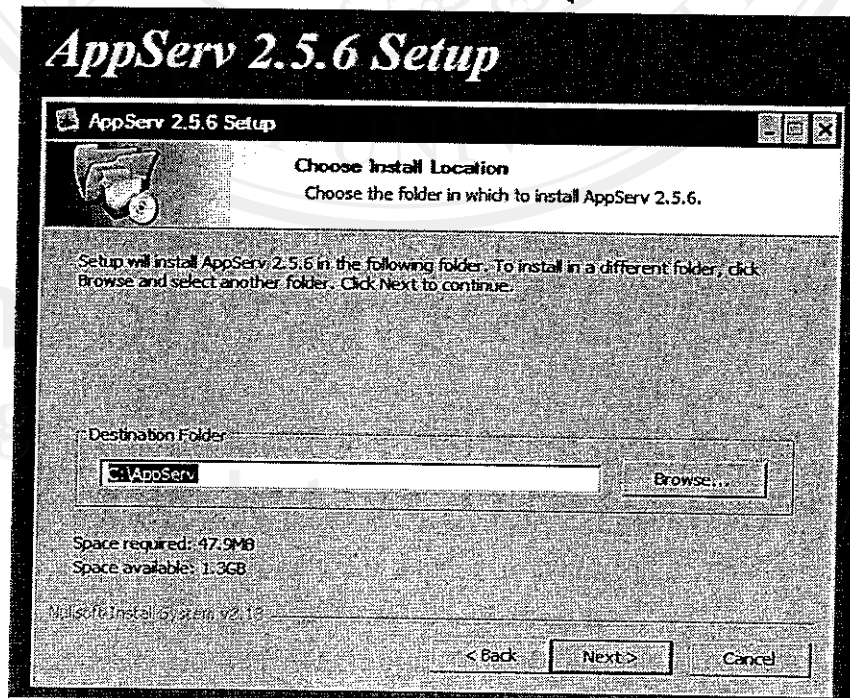 AppServ 2.5.6 Setup
AppServ 2.5.6 Setup
Choose Install Location
Choose the folder in which to install AppServ 2.5.6.
Setup will install AppServ 2.5.6 in the following folder. To install in a different folder, click
Browse and select another folder. Click Next to continue.
Destination Folder
C:\AppServ
Browse...
Space required: 47.9MB
Space available: 1.3GB
Nullsoft Install System v2.18
< Back
Next >
Cancel